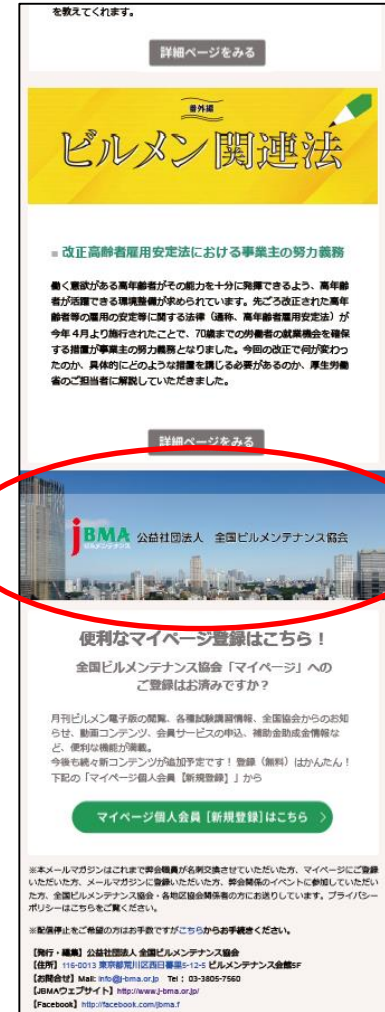 を教えてくれます。
詳細ページをみる
番外編
ビルメン関連法
■ 改正高齢者雇用安定法における事業主の努力義務
働く意欲がある高年齢者がその能力を十分に発揮できるよう、高年齢
者が活躍できる環境整備が求められています。先ごろ改正された高年
齢者等の雇用の安定等に関する法律（通称、高年齢者雇用安定法）が
今年4月より施行されたことで、70歳までの労働者の就業機会を確保
する措置が事業主の努力義務となりました。今回の改正で何が変わっ
たのか、具体的にどのような措置を講じる必要があるのか、厚生労働
省のご担当者に解説していただきました。
詳細ページをみる
JBMA 公益社団法人 全国ビルメンテナンス協会
ビルメンテナンス
便利なマイページ登録はこちら！
全国ビルメンテナンス協会「マイページ」への
ご登録はお済みですか？
月刊ビルメン電子版の閲覧、各種試験講習情報、全国協会からのお知
らせ、動画コンテンツ、会員サービスの申込、補助金助成金情報な
ど、便利な機能が満載。
今後も続々新コンテンツが追加予定です！登録（無料）はかんたん！
下記の「マイページ個人会員【新規登録】」から
マイページ個人会員［新規登録］はこちら
※本メールマガジンはこれまで弊会職員が名刺交換させていただいた方、マイページにご登録
いただいた方、メールマガジンに登録いただいた方、弊会関係のイベントに参加していただい
た方、全国ビルメンテナンス協会・各地区協会関係者の方にお送りしています。プライバシー
ポリシーはこちらをご覧ください。
※配信停止をご希望の方はお手数ですがこちらからお手続きください。
【発行・編集】公益社団法人 全国ビルメンテナンス協会
【住所】116-0013 東京都荒川区西日暮里5-12-5 ビルメンテナンス会館5F
【お問合せ】Mail: info@j-bma.or.jp Tel： 03-3805-7560
【JBMAウェブサイト】http://www.j-bma.or.jp/
【Facebook】http://facebook.com/jbma.f